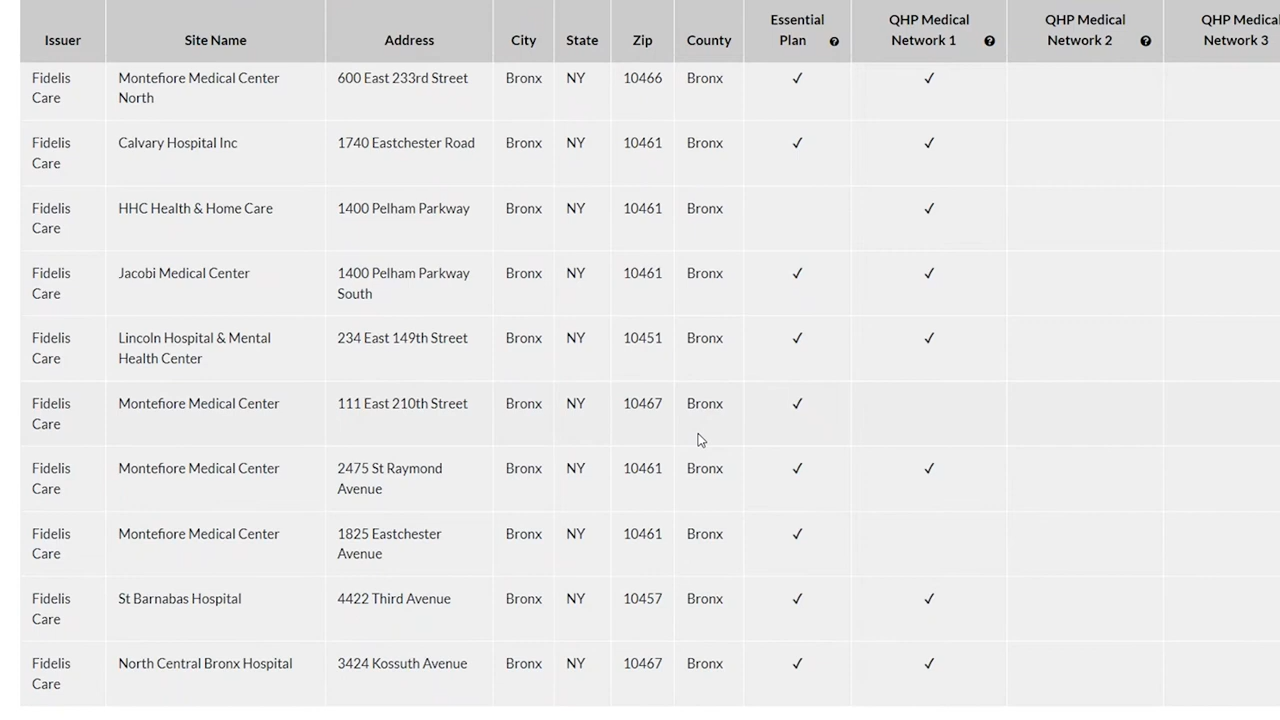 Issuer Site Name Address City State Zip County Essential Plan QHP Medical Network 1 QHP Medical Network 2 QHP Medical Network 3
Fidelis Care Montefiore Medical Center North 600 East 233rd Street Bronx NY 10466 Bronx ✓ ✓
Fidelis Care Calvary Hospital Inc 1740 Eastchester Road Bronx NY 10461 Bronx ✓ ✓
Fidelis Care HHC Health & Home Care 1400 Pelham Parkway Bronx NY 10461 Bronx ✓
Fidelis Care Jacobi Medical Center 1400 Pelham Parkway South Bronx NY 10461 Bronx ✓ ✓
Fidelis Care Lincoln Hospital & Mental Health Center 234 East 149th Street Bronx NY 10451 Bronx ✓ ✓
Fidelis Care Montefiore Medical Center 111 East 210th Street Bronx NY 10467 Bronx ✓
Fidelis Care Montefiore Medical Center 2475 St Raymond Avenue Bronx NY 10461 Bronx ✓ ✓
Fidelis Care Montefiore Medical Center 1825 Eastchester Avenue Bronx NY 10461 Bronx ✓
Fidelis Care St Barnabas Hospital 4422 Third Avenue Bronx NY 10457 Bronx ✓ ✓
Fidelis Care North Central Bronx Hospital 3424 Kossuth Avenue Bronx NY 10467 Bronx ✓ ✓